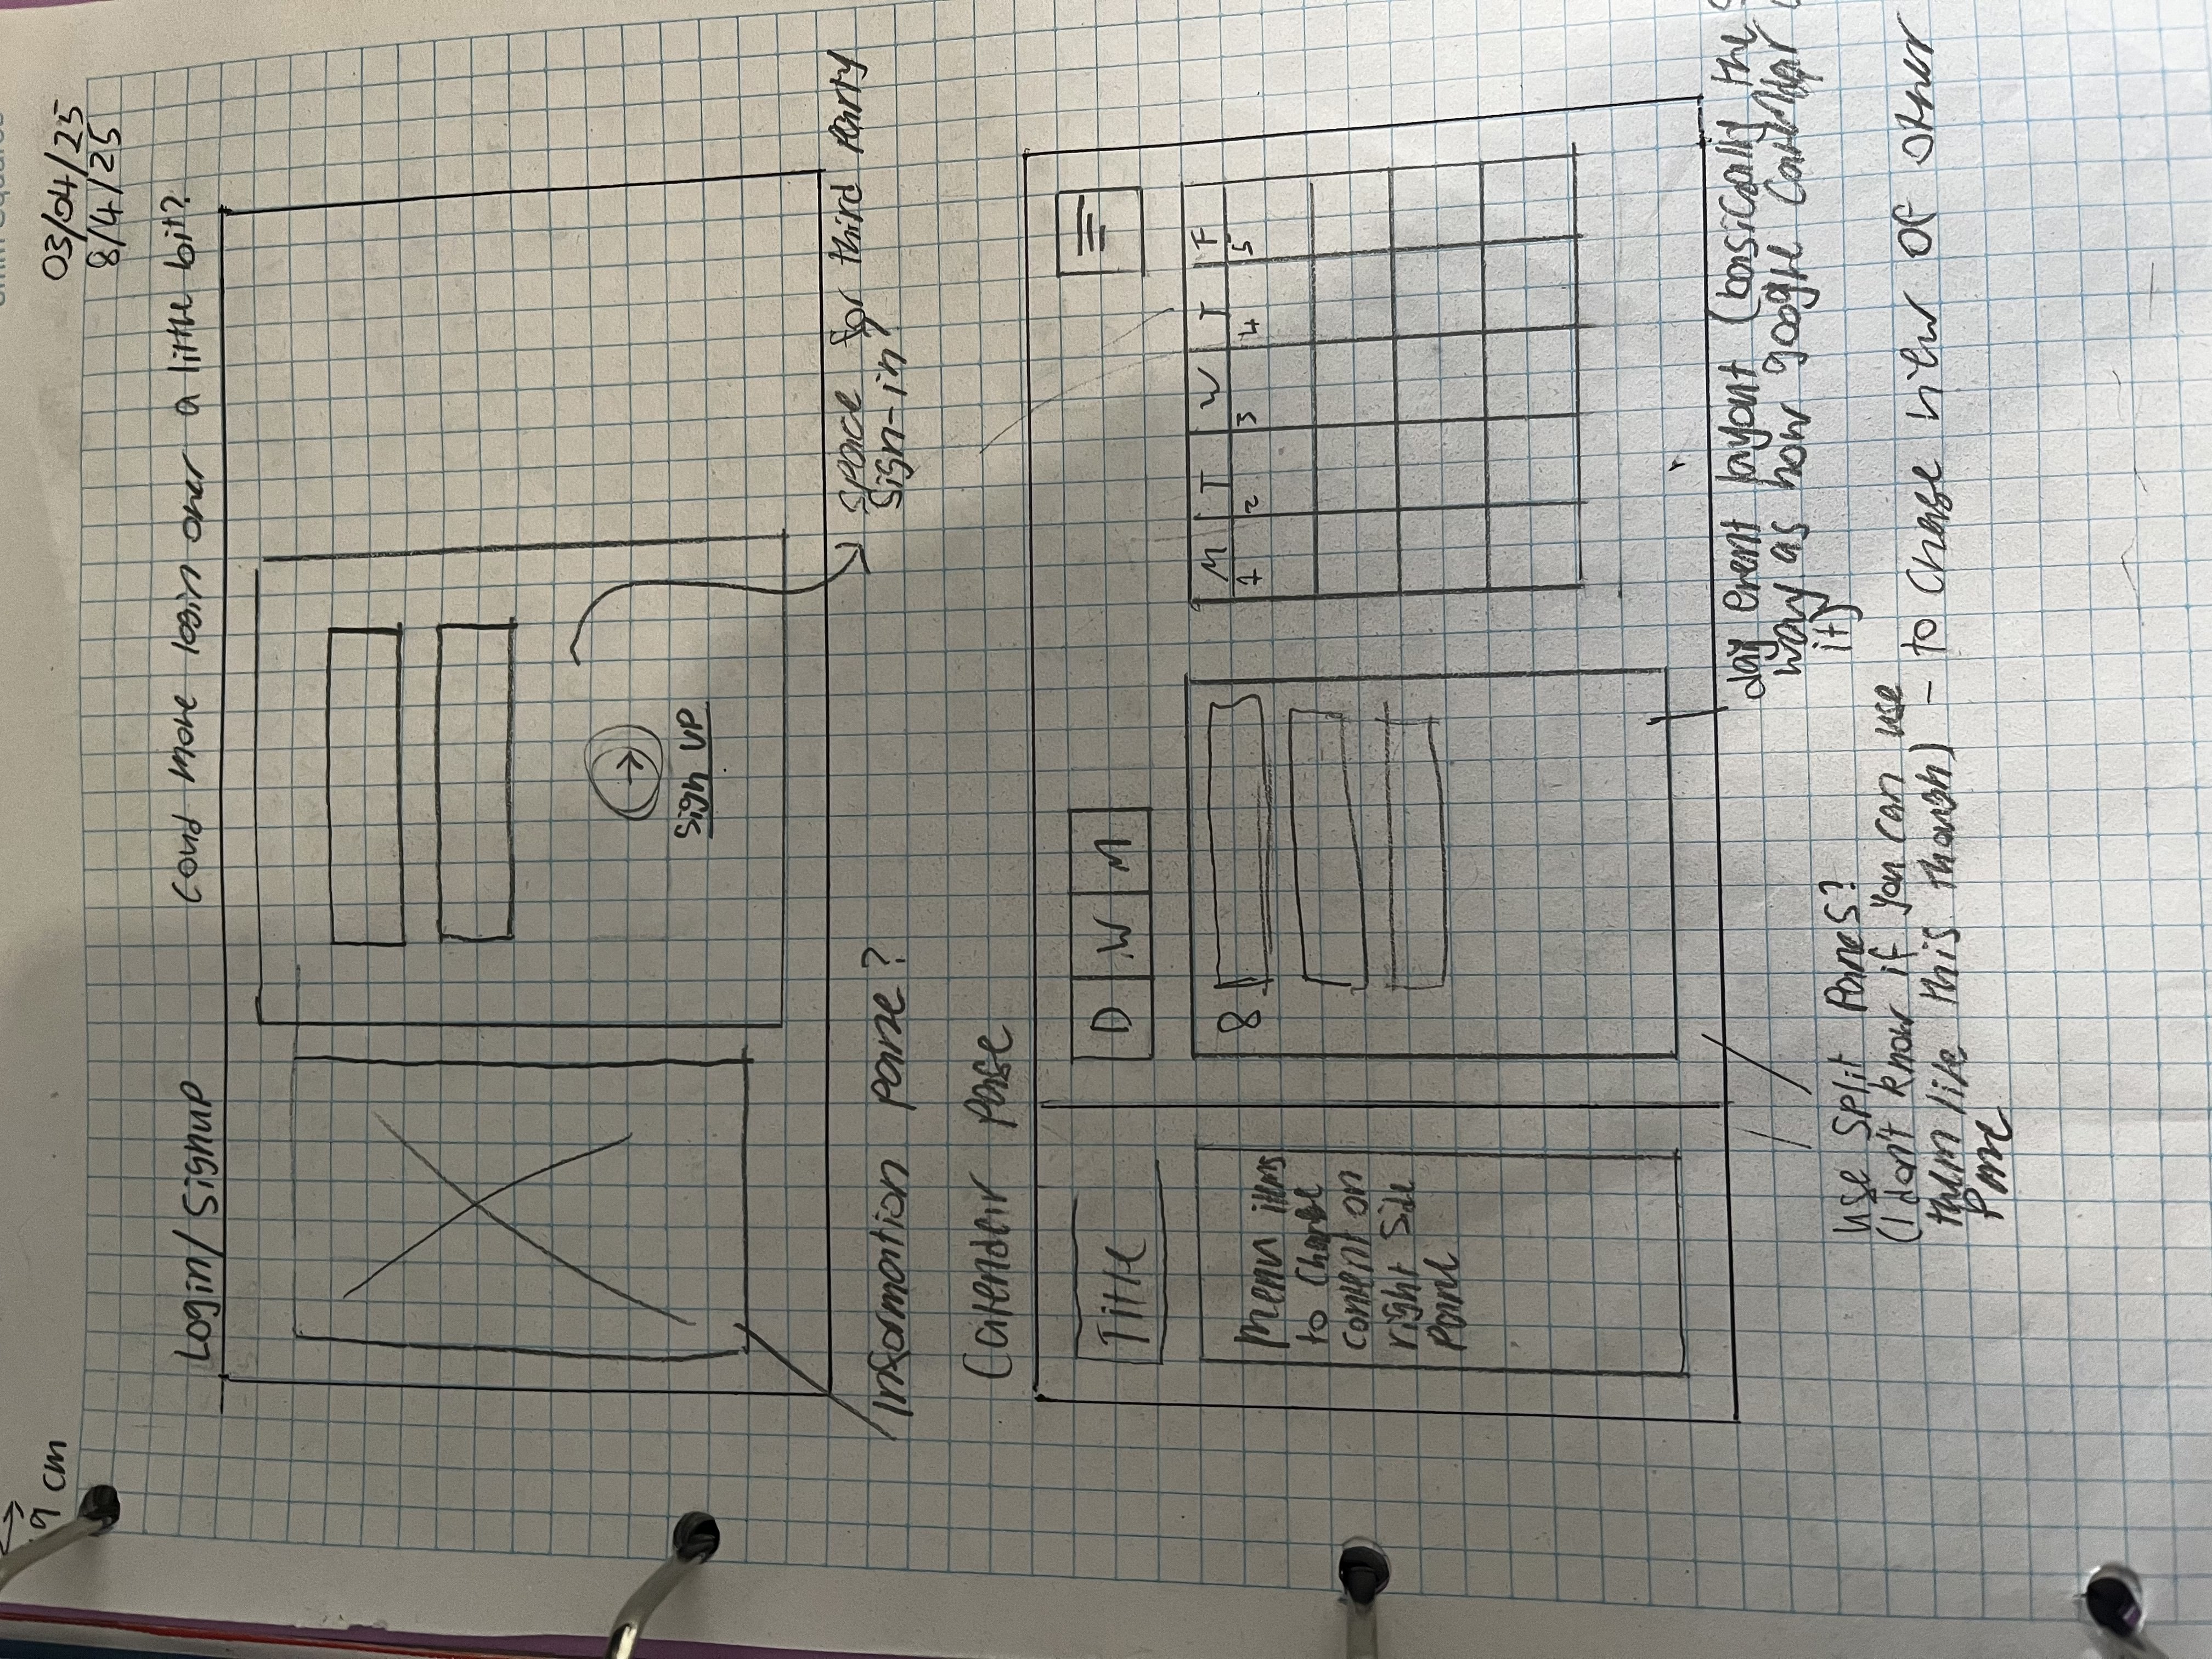 9 cm
03/04/25
8/4/25
Login/Signup
Coud move login over a little bit?
→
Sign UP
Information pane?
space for third Party
Sign-in?
Calendar Page
Title
D W M
Menu items
to Change
content on
right Side
Pane
8
M T W T F
1 2 3 4 5
day event layout (basically the
way as how google Calendar
it)
Use Split Panes?
(I don't know if you can use
them like this though) - to change view of other
Pane